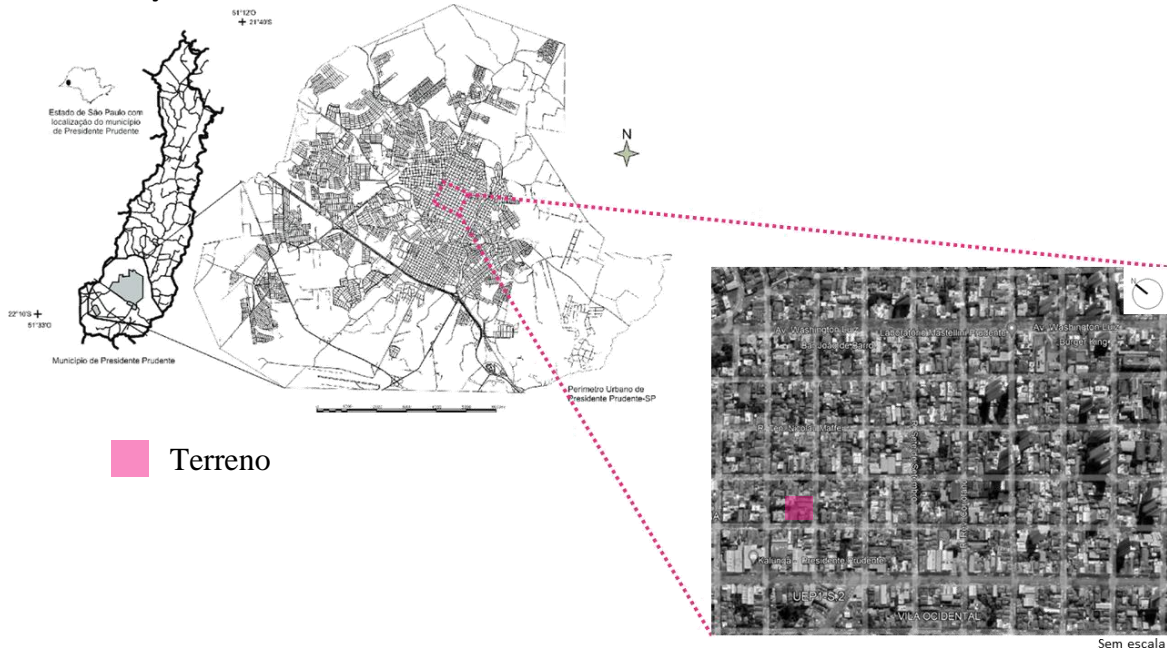 51°12'O
21°40'S
Estado de São Paulo com
localização do município
de Presidente Prudente
N
22°10'S
51°33'O
Município de Presidente Prudente
Perímetro Urbano de
Presidente Prudente-SP
Terreno
N
Av. Washington Luiz
Av. Washington Luiz
Burger King
Kalunga - Presidente Prudente
VILA OCIDENTAL
Sem escala